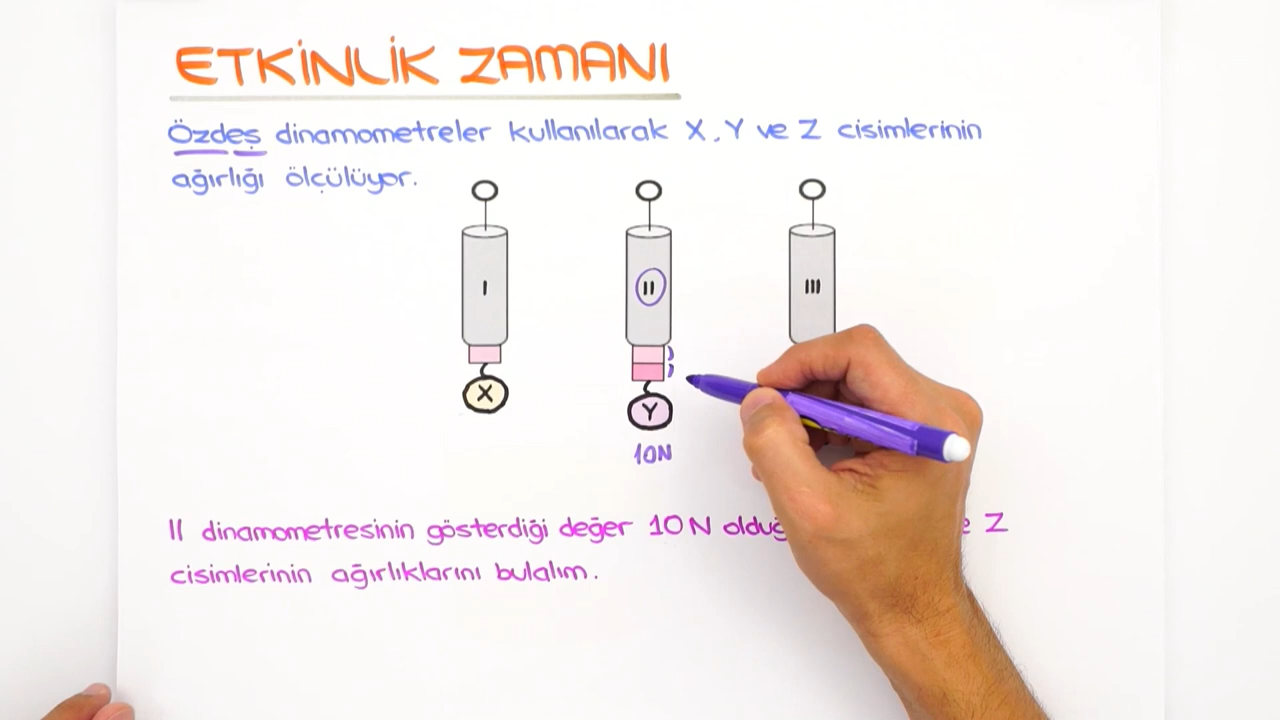 ETKİNLİK ZAMANI
Özdeş dinamometreler kullanılarak X, Y ve Z cisimlerinin
ağırlığı ölçülüyor.
I
II
III
X
Y
10N
II dinamometresinin gösterdiği değer 10 N Z
cisimlerinin ağırlıklarını bulalım.